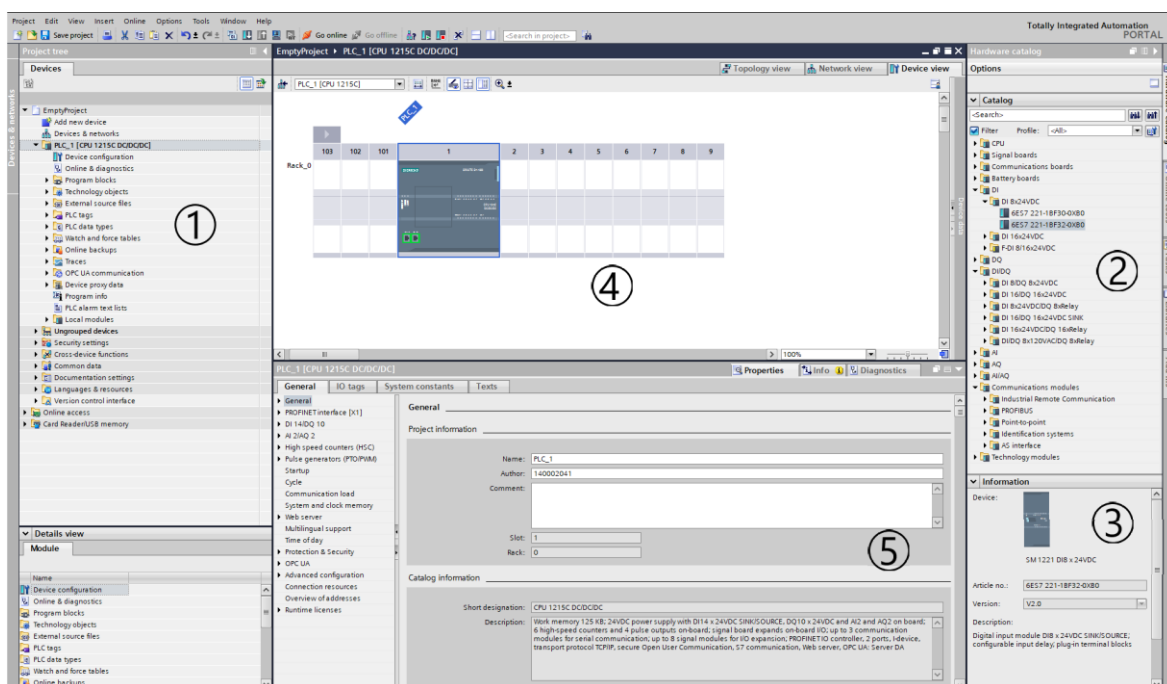 Project Edit View Insert Online Options Tools Window Help
Totally Integrated Automation
PORTAL
Save project
Go online
Go offline
<Search in project>
Project tree
Devices
EmptyProject
Add new device
Devices & networks
PLC_1 [CPU 1215C DC/DC/DC]
Device configuration
Online & diagnostics
Program blocks
Technology objects
External source files
PLC tags
PLC data types
Watch and force tables
Online backups
Traces
OPC UA communication
Device proxy data
Program info
PLC alarm text lists
Local modules
Ungrouped devices
Security settings
Cross-device functions
Common data
Documentation settings
Languages & resources
Version control interface
Online access
Card Reader/USB memory
1
Devices & networks
Details view
Module
Name
Device configuration
Online & diagnostics
Program blocks
Technology objects
External source files
PLC tags
PLC data types
Watch and force tables
Online backups
EmptyProject PLC_1 [CPU 1215C DC/DC/DC]
Topology view
Network view
Device view
PLC_1 [CPU 1215C]
PLC_1
103 102 101 1 2 3 4 5 6 7 8 9
Rack_0
SIEMENS
4
100%
Device data
PLC_1 [CPU 1215C DC/DC/DC]
Properties
Info
Diagnostics
General IO tags System constants Texts
General
PROFINET interface [X1]
DI 14/DQ 10
AI 2/AQ 2
High speed counters (HSC)
Pulse generators (PTO/PWM)
Startup
Cycle
Communication load
System and clock memory
Web server
Multilingual support
Time of day
Protection & Security
OPC UA
Advanced configuration
Connection resources
Overview of addresses
Runtime licenses
General
Project information
Name: PLC_1
Author: 140002041
Comment:
Slot: 1
Rack: 0
5
Catalog information
Short designation: CPU 1215C DC/DC/DC
Description: Work memory 125 KB; 24VDC power supply with DI14 x 24VDC SINK/SOURCE, DQ10 x 24VDC and AI2 and AQ2 on board;
6 high-speed counters and 4 pulse outputs on-board; signal board expands on-board I/O; up to 3 communication
modules for serial communication; up to 8 signal modules for I/O expansion; PROFINET IO controller, 2 ports, I-device,
transport protocol TCP/IP, secure Open User Communication, S7 communication, Web server, OPC UA: Server DA
Hardware catalog
Options
Catalog
<Search>
Filter Profile: <All>
CPU
Signal boards
Communications boards
Battery boards
DI
DI 8x24VDC
6ES7 221-1BF30-0XB0
6ES7 221-1BF32-0XB0
DI 16x24VDC
F-DI 8/16x24VDC
DQ
DI/DQ
DI 8/DQ 8x24VDC
DI 16/DQ 16x24VDC
DI 8x24VDC/DQ 8xRelay
DI 16/DQ 16x24VDC SINK
DI 16x24VDC/DQ 16xRelay
DI/DQ 8x120VAC/DQ 8xRelay
AI
AQ
AI/AQ
Communications modules
Industrial Remote Communication
PROFIBUS
Point-to-point
Identification systems
AS interface
Technology modules
2
Information
Device:
SM 1221 DI8 x 24VDC
3
Article no.: 6ES7 221-1BF32-0XB0
Version: V2.0
Description:
Digital input module DI8 x 24VDC SINK/SOURCE;
configurable input delay; plug-in terminal blocks